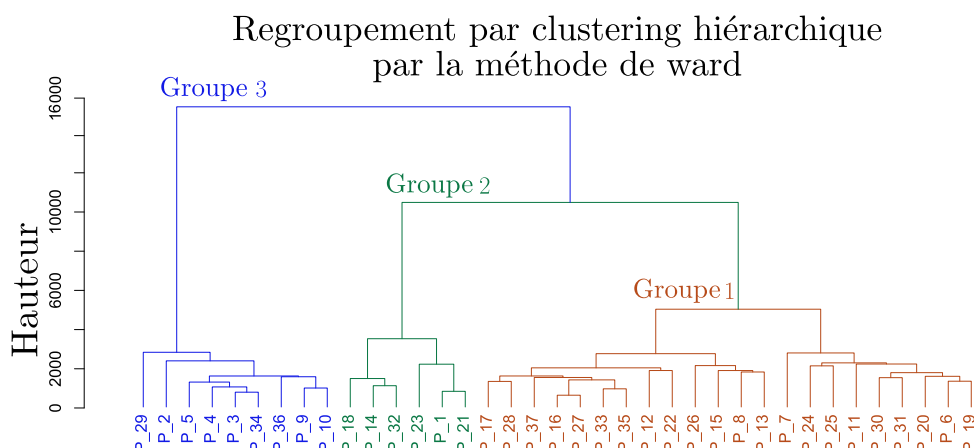 Regroupement par clustering hiérarchique
par la méthode de ward
Hauteur
16000
10000
6000
2000
0
Groupe 3
Groupe 2
Groupe 1
P_29
P_2
P_5
P_4
P_3
P_34
P_36
P_9
P_10
P_18
P_14
P_32
P_23
P_1
P_21
P_17
P_28
P_37
P_16
P_27
P_33
P_35
P_12
P_22
P_26
P_15
P_8
P_13
P_7
P_24
P_25
P_11
P_30
P_31
P_20
P_6
P_19